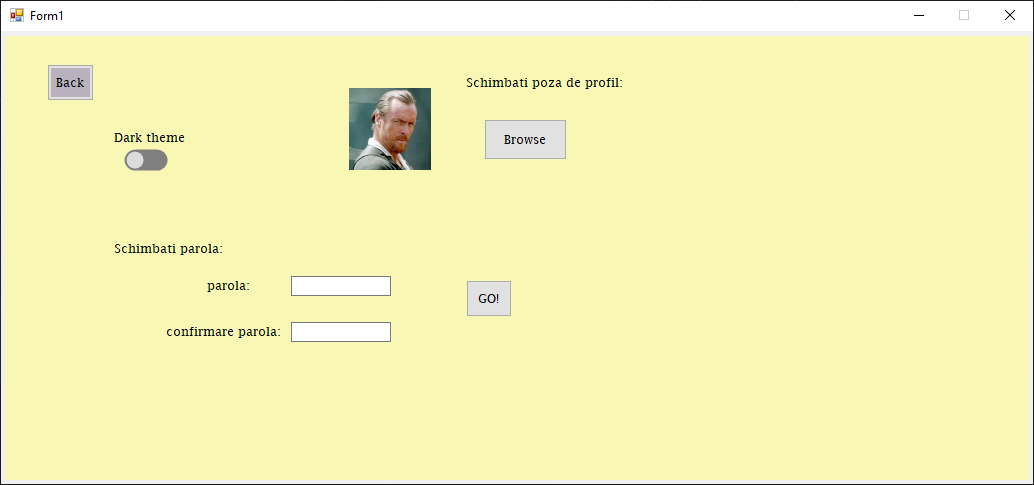 Form1
Back
Schimbati poza de profil:
Dark theme
Browse
Schimbati parola:
parola:
GO!
confirmare parola: